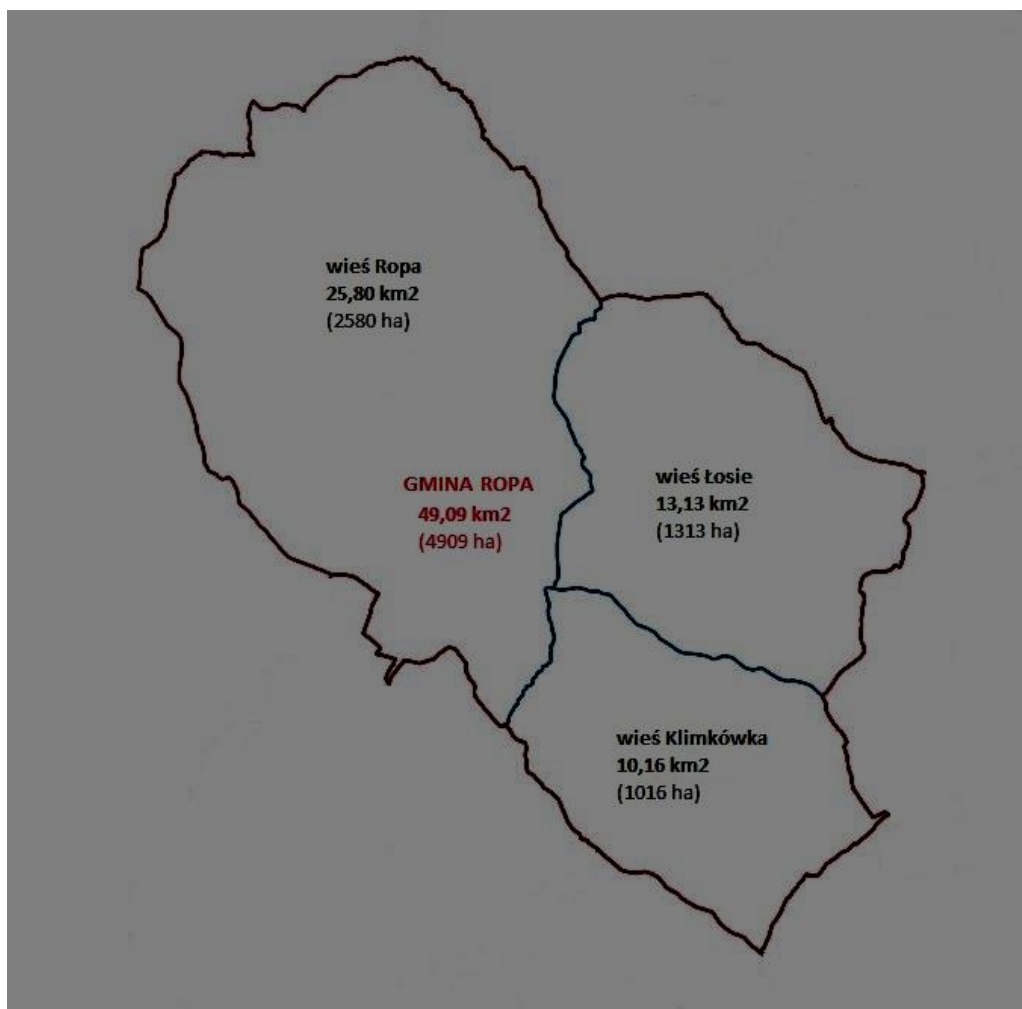 wieś Ropa
25,80 km2
(2580 ha)
GMINA ROPA
49,09 km2
(4909 ha)
wieś Łosie
13,13 km2
(1313 ha)
wieś Klimkówka
10,16 km2
(1016 ha)